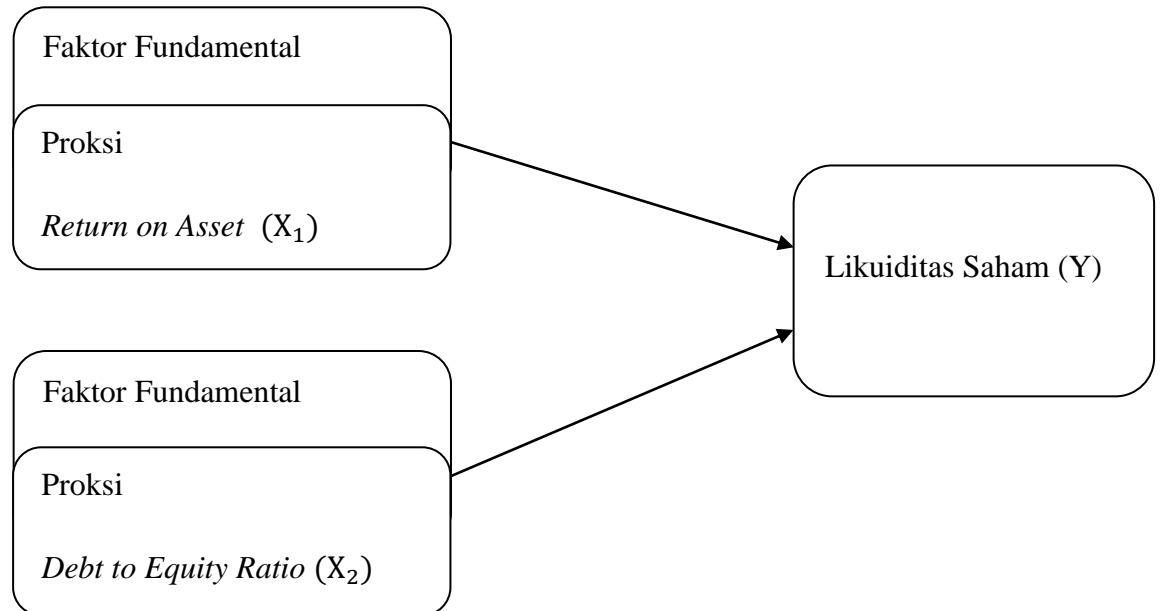 Faktor Fundamental
Proksi
Return on Asset (X₁)
Likuiditas Saham (Y)
Faktor Fundamental
Proksi
Debt to Equity Ratio (X₂)